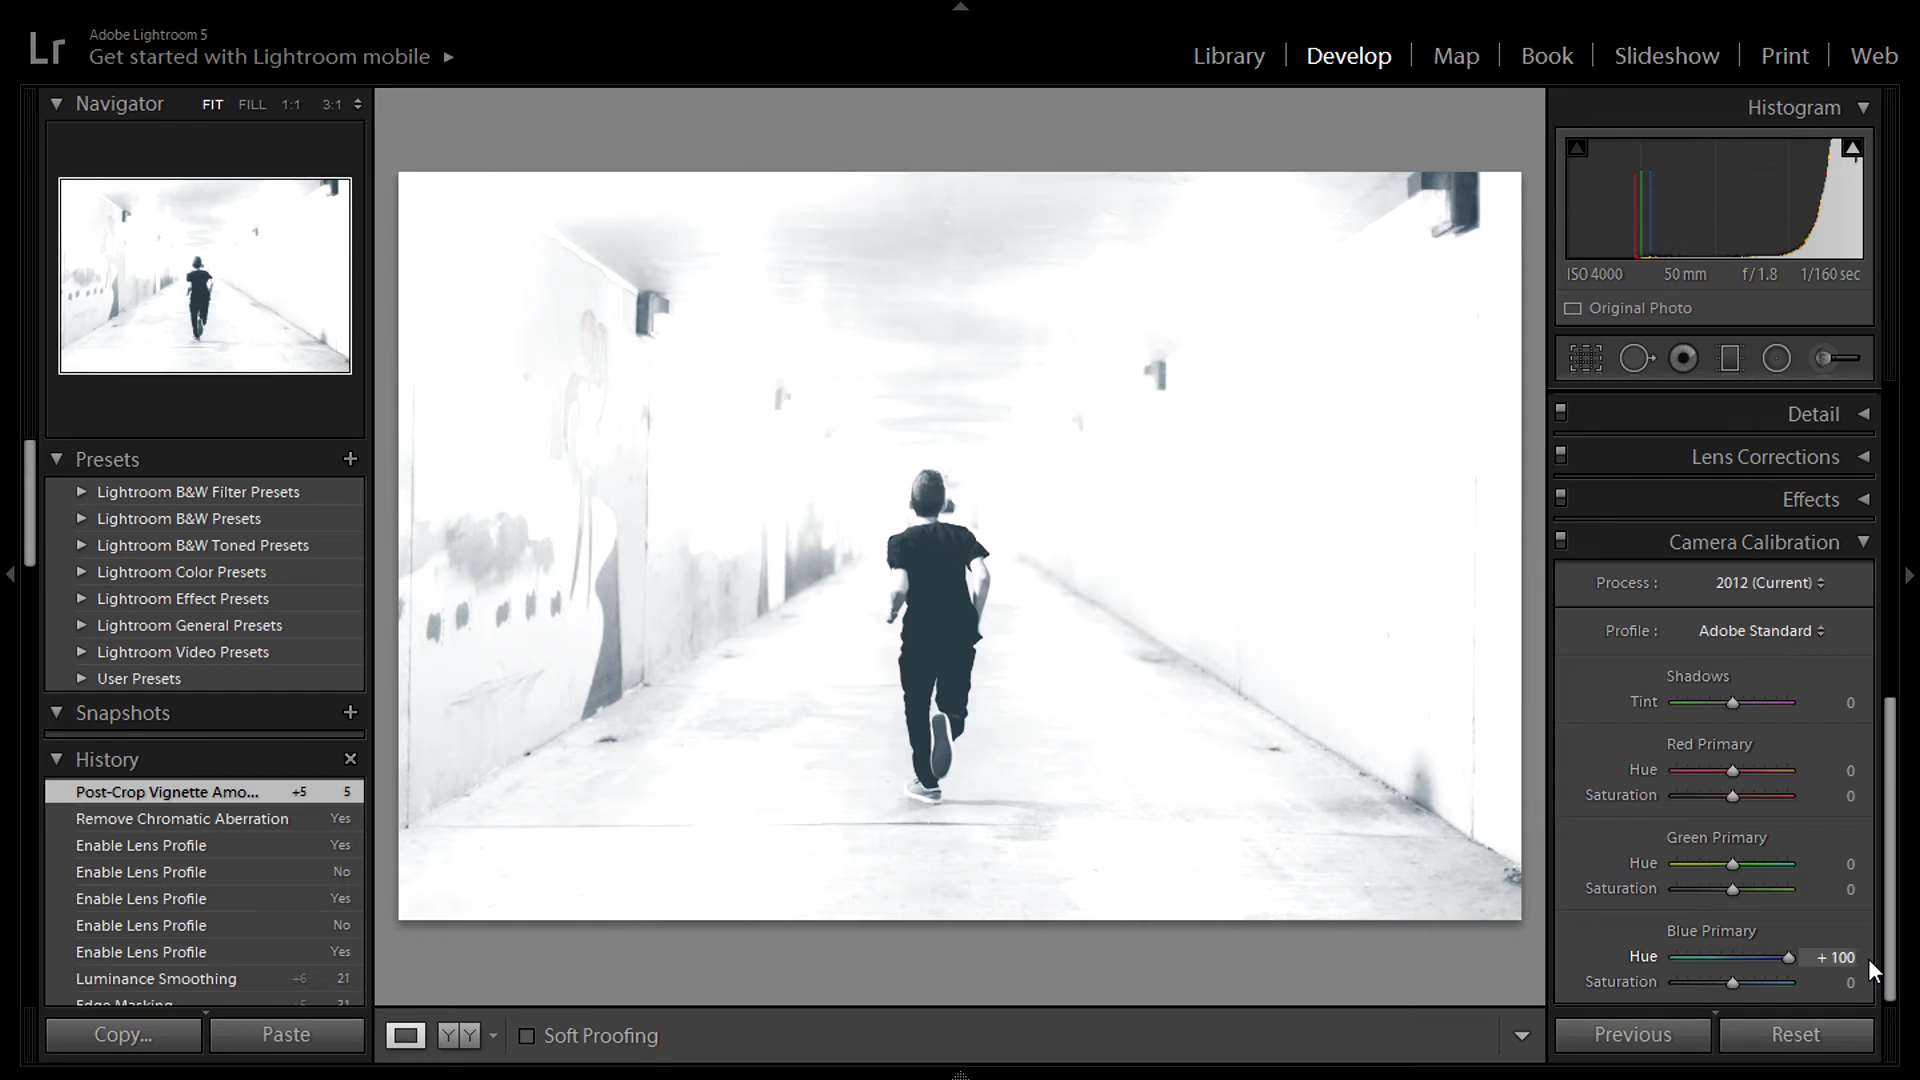 Lr
Adobe Lightroom 5
Get started with Lightroom mobile
Library
Develop
Map
Book
Slideshow
Print
Web
Navigator FIT FILL 1:1 3:1
Presets
Lightroom B&W Filter Presets
Lightroom B&W Presets
Lightroom B&W Toned Presets
Lightroom Color Presets
Lightroom Effect Presets
Lightroom General Presets
Lightroom Video Presets
User Presets
Snapshots
History
Post-Crop Vignette Amo... +5 5
Remove Chromatic Aberration Yes
Enable Lens Profile Yes
Enable Lens Profile No
Enable Lens Profile Yes
Enable Lens Profile No
Enable Lens Profile Yes
Luminance Smoothing +6 21
Edge Masking
Copy... Paste
Y Y Soft Proofing
Histogram
ISO 4000 50 mm f / 1.8 1/160 sec
Original Photo
Detail
Lens Corrections
Effects
Camera Calibration
Process : 2012 (Current)
Profile : Adobe Standard
Shadows
Tint 0
Red Primary
Hue 0
Saturation 0
Green Primary
Hue 0
Saturation 0
Blue Primary
Hue + 100
Saturation 0
Previous Reset